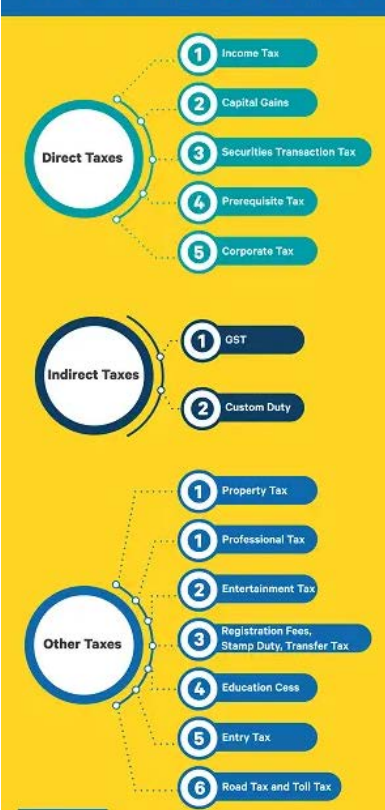 Direct Taxes
1 Income Tax
2 Capital Gains
3 Securities Transaction Tax
4 Prerequisite Tax
5 Corporate Tax
Indirect Taxes
1 GST
2 Custom Duty
Other Taxes
1 Property Tax
1 Professional Tax
2 Entertainment Tax
3 Registration Fees,
Stamp Duty, Transfer Tax
4 Education Cess
5 Entry Tax
6 Road Tax and Toll Tax